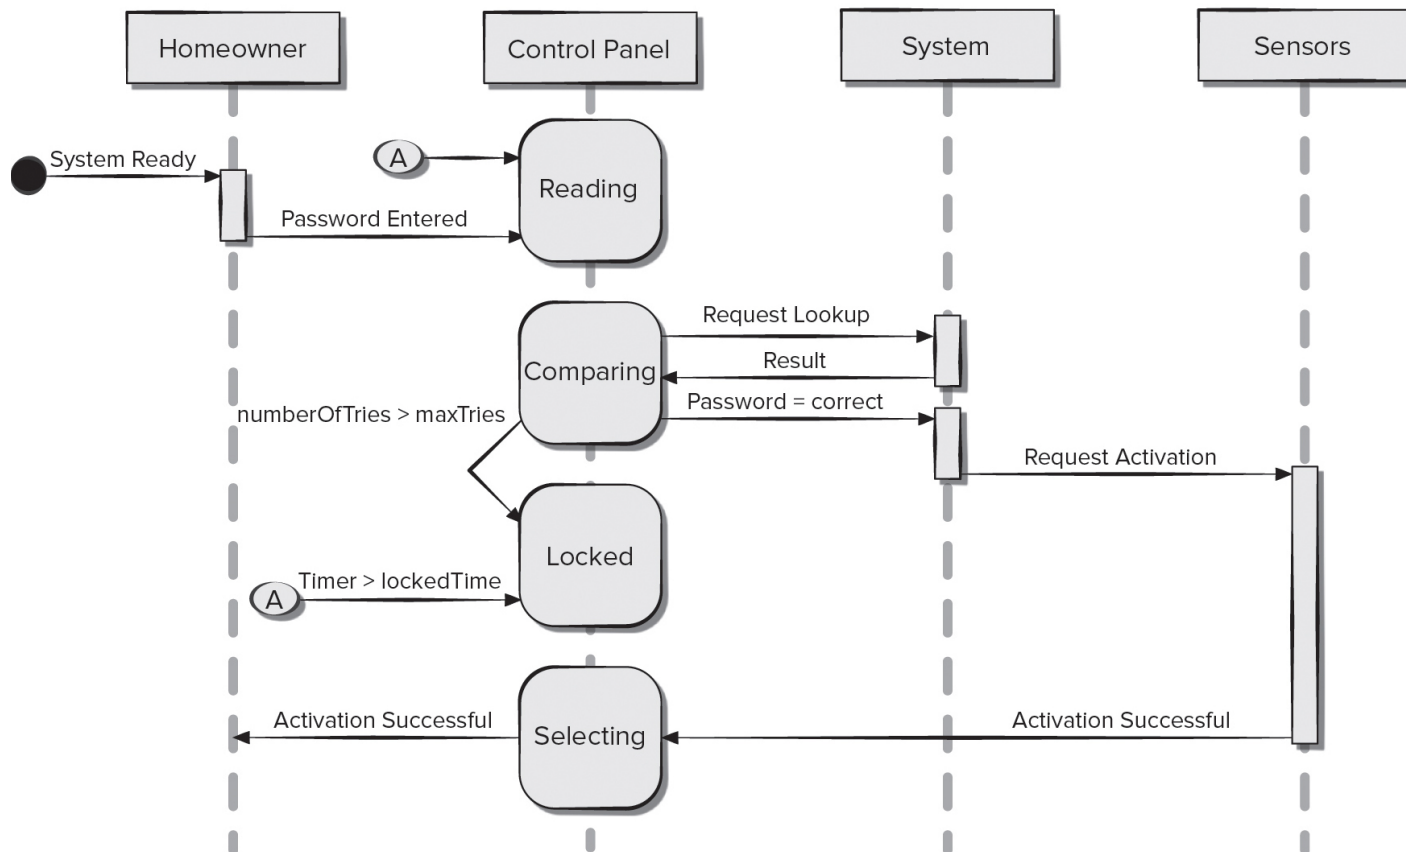 Homeowner
Control Panel
System
Sensors
System Ready
A
Reading
Password Entered
Request Lookup
Result
Comparing
Password = correct
numberOfTries > maxTries
Request Activation
Locked
Timer > lockedTime
A
Activation Successful
Selecting
Activation Successful